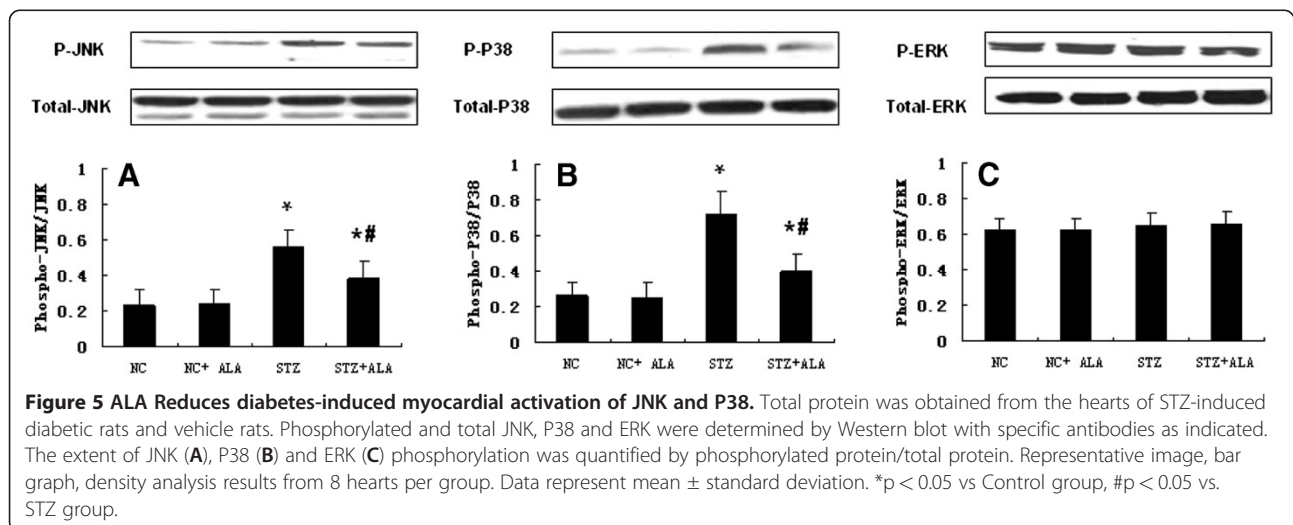 P-JNK
P-P38
P-ERK
Total-JNK
Total-P38
Total-ERK
A
Phospho-JNK/JNK
1
0.8
0.6
0.4
0.2
0
*
*#
NC
NC+ ALA
STZ
STZ+ALA
B
Phospho-P38/P38
1
0.8
0.6
0.4
0.2
0
*
*#
NC
NC+ ALA
STZ
STZ+ALA
C
Phospho-ERK/ERK
1
0.8
0.6
0.4
0.2
0
NC
NC+ ALA
STZ
STZ+ALA
Figure 5 ALA Reduces diabetes-induced myocardial activation of JNK and P38. Total protein was obtained from the hearts of STZ-induced
diabetic rats and vehicle rats. Phosphorylated and total JNK, P38 and ERK were determined by Western blot with specific antibodies as indicated.
The extent of JNK (A), P38 (B) and ERK (C) phosphorylation was quantified by phosphorylated protein/total protein. Representative image, bar
graph, density analysis results from 8 hearts per group. Data represent mean ± standard deviation. *p < 0.05 vs Control group, #p < 0.05 vs.
STZ group.